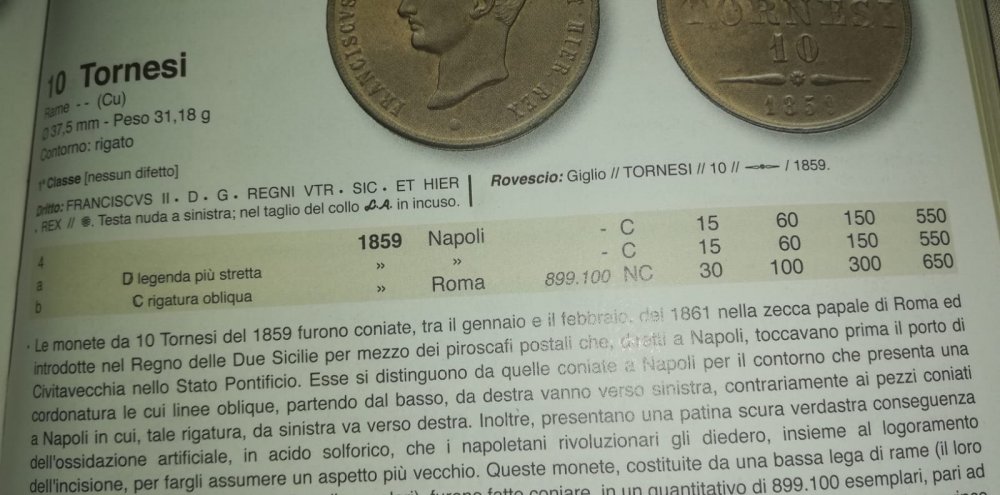 FRANCISCVS
HIER REX
TORNESI
10
1859
10 Tornesi
Rame - - (Cu)
Ø 37,5 mm - Peso 31,18 g
Contorno: rigato
1ª Classe [nessun difetto]
Dritto: FRANCISCVS II · D · G · REGNI VTR · SIC · ET HIER
· REX // . Testa nuda a sinistra; nel taglio del collo L.A. in incuso.
Rovescio: Giglio // TORNESI // 10 // / 1859.
4 1859 Napoli - C 15 60 150 550
a D legenda più stretta » » - C 15 60 150 550
b C rigatura obliqua » Roma 899.100 NC 30 100 300 650
· Le monete da 10 Tornesi del 1859 furono coniate, tra il gennaio e il febbraio, del 1861 nella zecca papale di Roma ed
introdotte nel Regno delle Due Sicilie per mezzo dei piroscafi postali che, diretti a Napoli, toccavano prima il porto di
Civitavecchia nello Stato Pontificio. Esse si distinguono da quelle coniate a Napoli per il contorno che presenta una
cordonatura le cui linee oblique, partendo dal basso, da destra vanno verso sinistra, contrariamente ai pezzi coniati
a Napoli in cui, tale rigatura, da sinistra va verso destra. Inoltre, presentano una patina scura verdastra conseguenza
dell'ossidazione artificiale, in acido solforico, che i napoletani rivoluzionari gli diedero, insieme al logoramento
dell'incisione, per fargli assumere un aspetto più vecchio. Queste monete, costituite da una bassa lega di rame (il loro
furono fatte coniare, in un quantitativo di 899.100 esemplari, pari ad